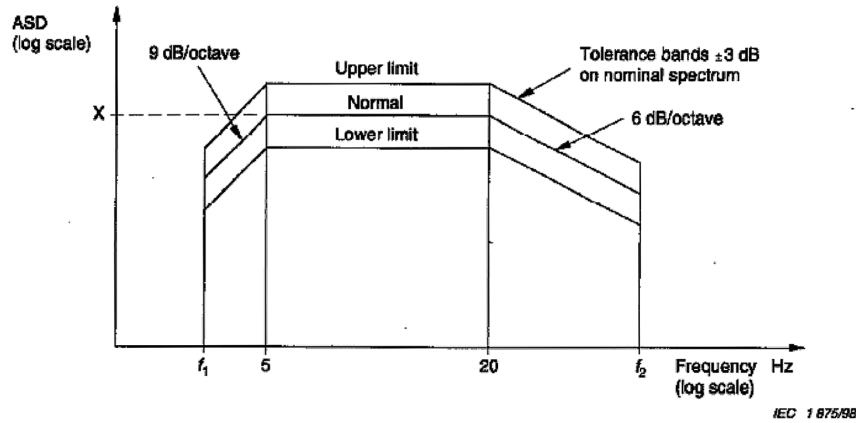 ASD
(log scale)
9 dB/octave
Upper limit
Tolerance bands ±3 dB
on nominal spectrum
X
Normal
6 dB/octave
Lower limit
f₁
5
20
f₂
Frequency Hz
(log scale)
IEC 1 875/98